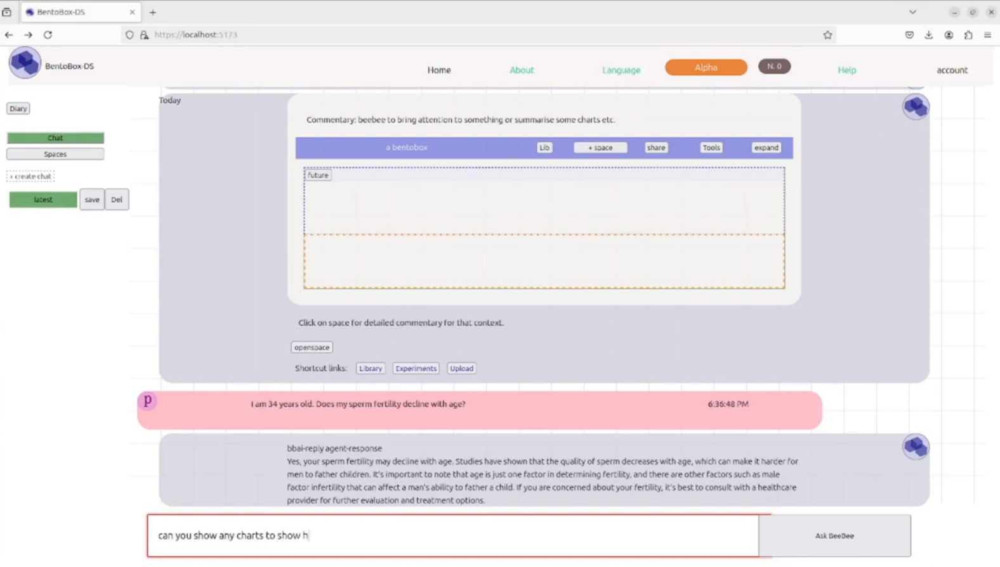 BentoBox-DS
https://localhost:5173
BentoBox-DS
Home
About
Language
Alpha
N. 0
Help
account
Diary
Chat
Spaces
+ create chat
latest
save
Del
Today
Commentary: beebee to bring attention to something or summarise some charts etc.
a bentobox
Lib
+ space
share
Tools
expand
future
Click on space for detailed commentary for that context.
openspace
Shortcut links:
Library
Experiments
Upload
p
I am 34 years old. Does my sperm fertility decline with age?
6:36:48 PM
bbai-reply agent-response
Yes, your sperm fertility may decline with age. Studies have shown that the quality of sperm decreases with age, which can make it harder for
men to father children. It's important to note that age is just one factor in determining fertility, and there are other factors such as male
factor infertility that can affect a man's ability to father a child. If you are concerned about your fertility, it's best to consult with a healthcare
provider for further evaluation and treatment options.
can you show any charts to show h
Ask BeeBee